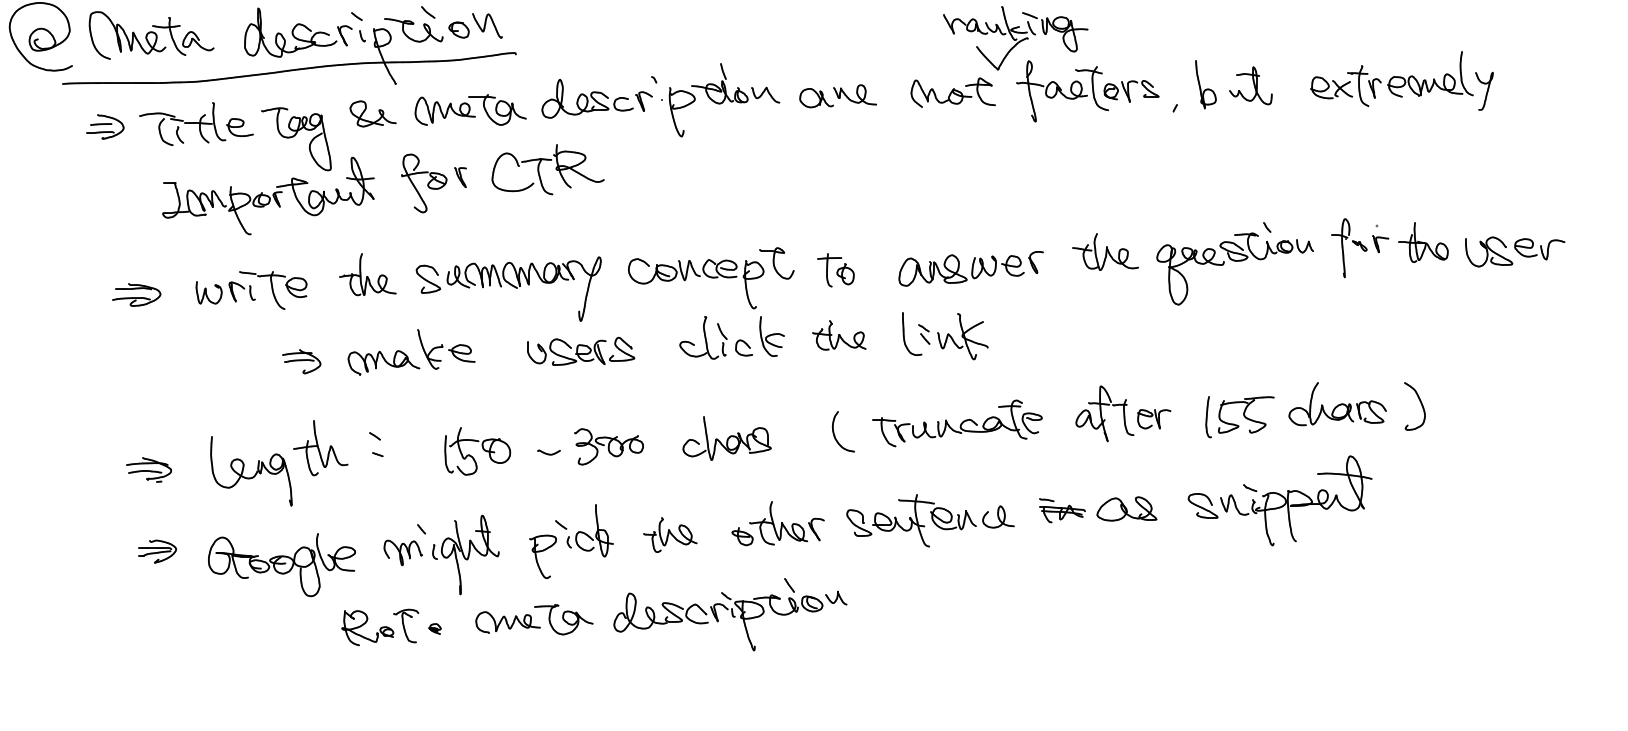 @ Meta description
⇒ Title Tag & meta description are not ranking factors, but extremely
Important for CTR
⇒ write the summary concept to answer the question for the user
⇒ make users click the link
⇒ length : 150 ~ 300 chars ( truncate after 155 chars )
⇒ Google might pick the other sentence in as snippet
R.T. meta description